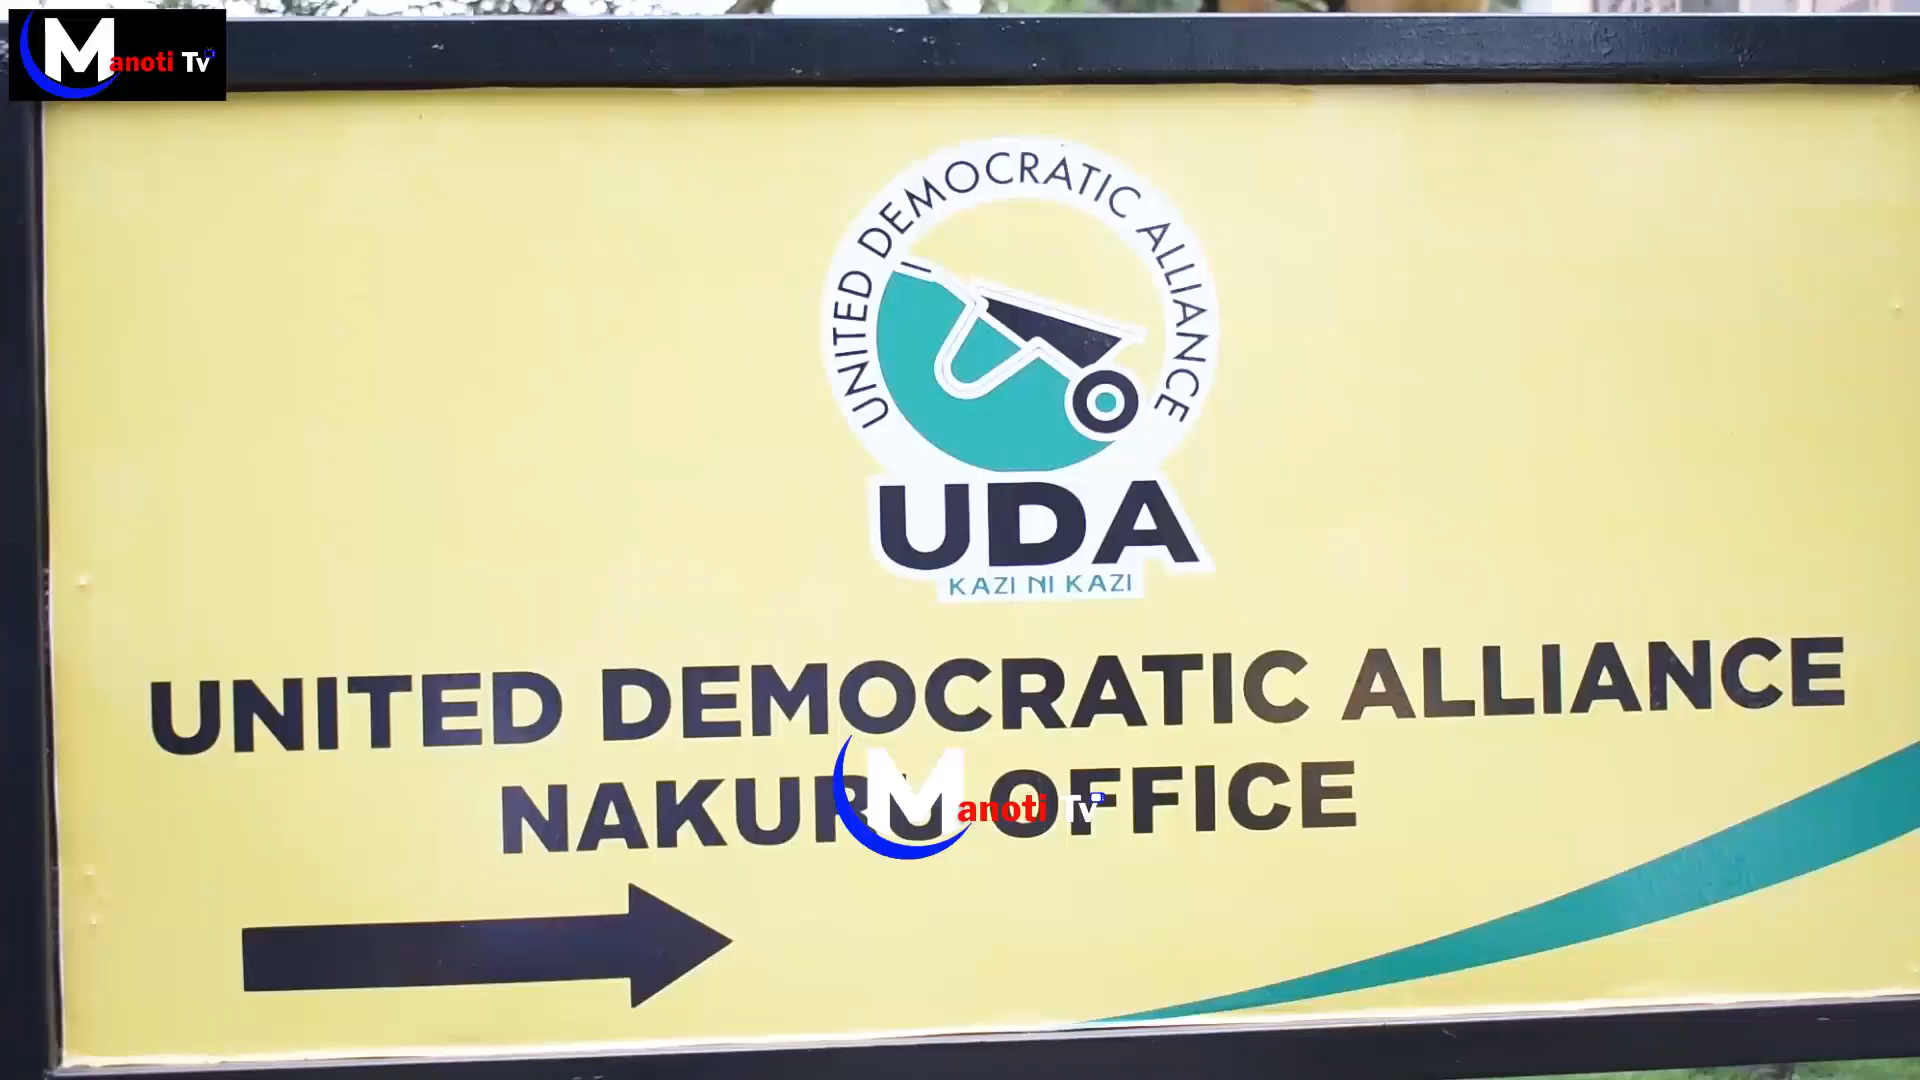 Manoti Tv
UNITED DEMOCRATIC ALLIANCE
UDA
KAZI NI KAZI
UNITED DEMOCRATIC ALLIANCE
NAKURU OFFICE
Manoti Tv